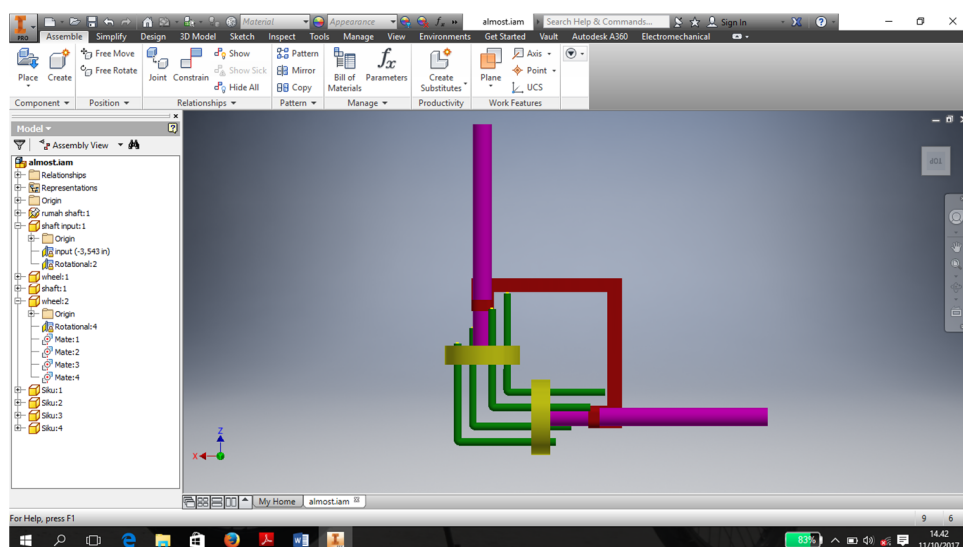 Material
Appearance
almost.iam
Search Help & Commands...
Sign In
PRO
Assemble Simplify Design 3D Model Sketch Inspect Tools Manage View Environments Get Started Vault Autodesk A360 Electromechanical
Place
Create
Free Move
Free Rotate
Joint
Constrain
Show
Show Sick
Hide All
Pattern
Mirror
Copy
Bill of
Materials
Parameters
Create
Substitutes
Plane
Axis
Point
UCS
Component Position Relationships Pattern Manage Productivity Work Features
Model
Assembly View
almost.iam
Relationships
Representations
Origin
rumah shaft:1
shaft input:1
Origin
input (-3,543 in)
Rotational:2
wheel:1
shaft:1
wheel:2
Origin
Rotational:4
Mate:1
Mate:2
Mate:3
Mate:4
Siku:1
Siku:2
Siku:3
Siku:4
TOP
Z
X
My Home almost.iam
For Help, press F1
9 6
83%
14.42
11/10/2017